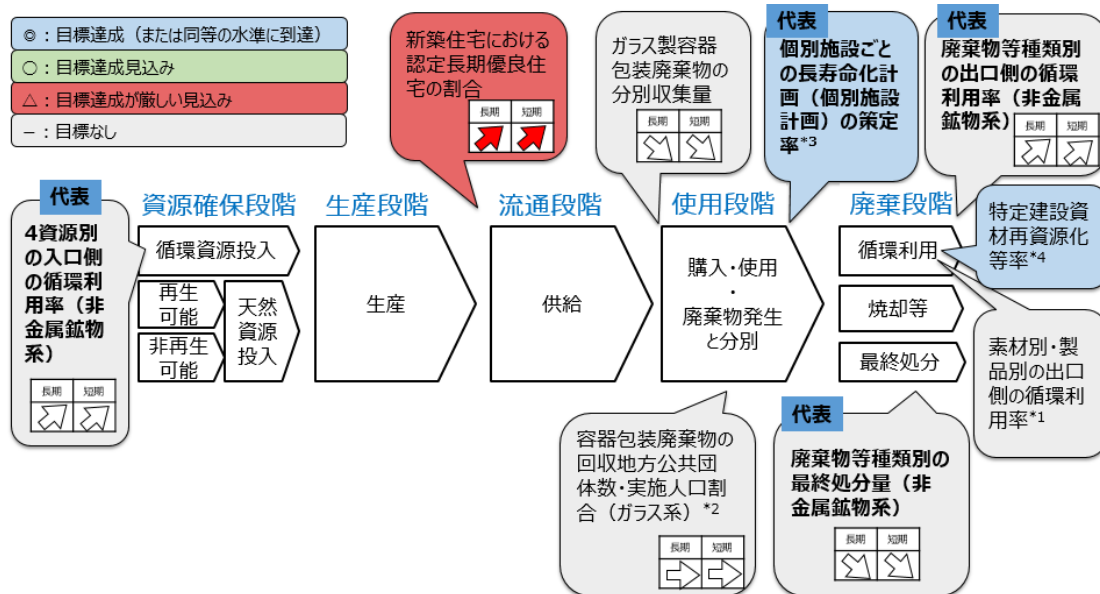 ◎：目標達成（または同等の水準に到達）
○：目標達成見込み
△：目標達成が厳しい見込み
－：目標なし
新築住宅における
認定長期優良住
宅の割合
長期 短期
ガラス製容器
包装廃棄物の
分別収集量
長期 短期
代表
個別施設ごと
の長寿命化計
画（個別施設
計画）の策定
率*3
代表
廃棄物等種類別
の出口側の循環
利用率（非金属
鉱物系）
長期 短期
代表
4資源別
の入口側
の循環利
用率（非
金属鉱物
系）
長期 短期
資源確保段階
生産段階
流通段階
使用段階
廃棄段階
循環資源投入
再生
可能
非再生
可能
天然
資源
投入
生産
供給
購入・使用
・
廃棄物発生
と分別
循環利用
焼却等
最終処分
特定建設資
材再資源化
等率*4
素材別・製
品別の出口
側の循環利
用率*1
容器包装廃棄物の
回収地方公共団
体数・実施人口割
合（ガラス系）*2
長期 短期
代表
廃棄物等種類別の
最終処分量（非
金属鉱物系）
長期 短期